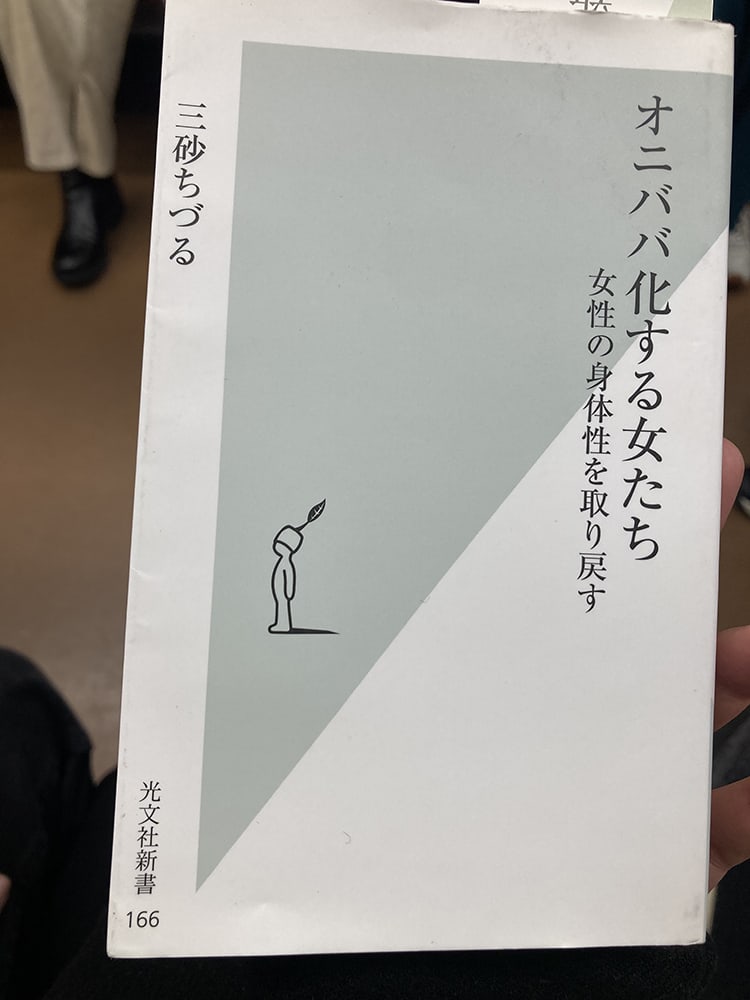 オニババ化する女たち
女性の身体性を取り戻す
三砂ちづる
光文社新書
166